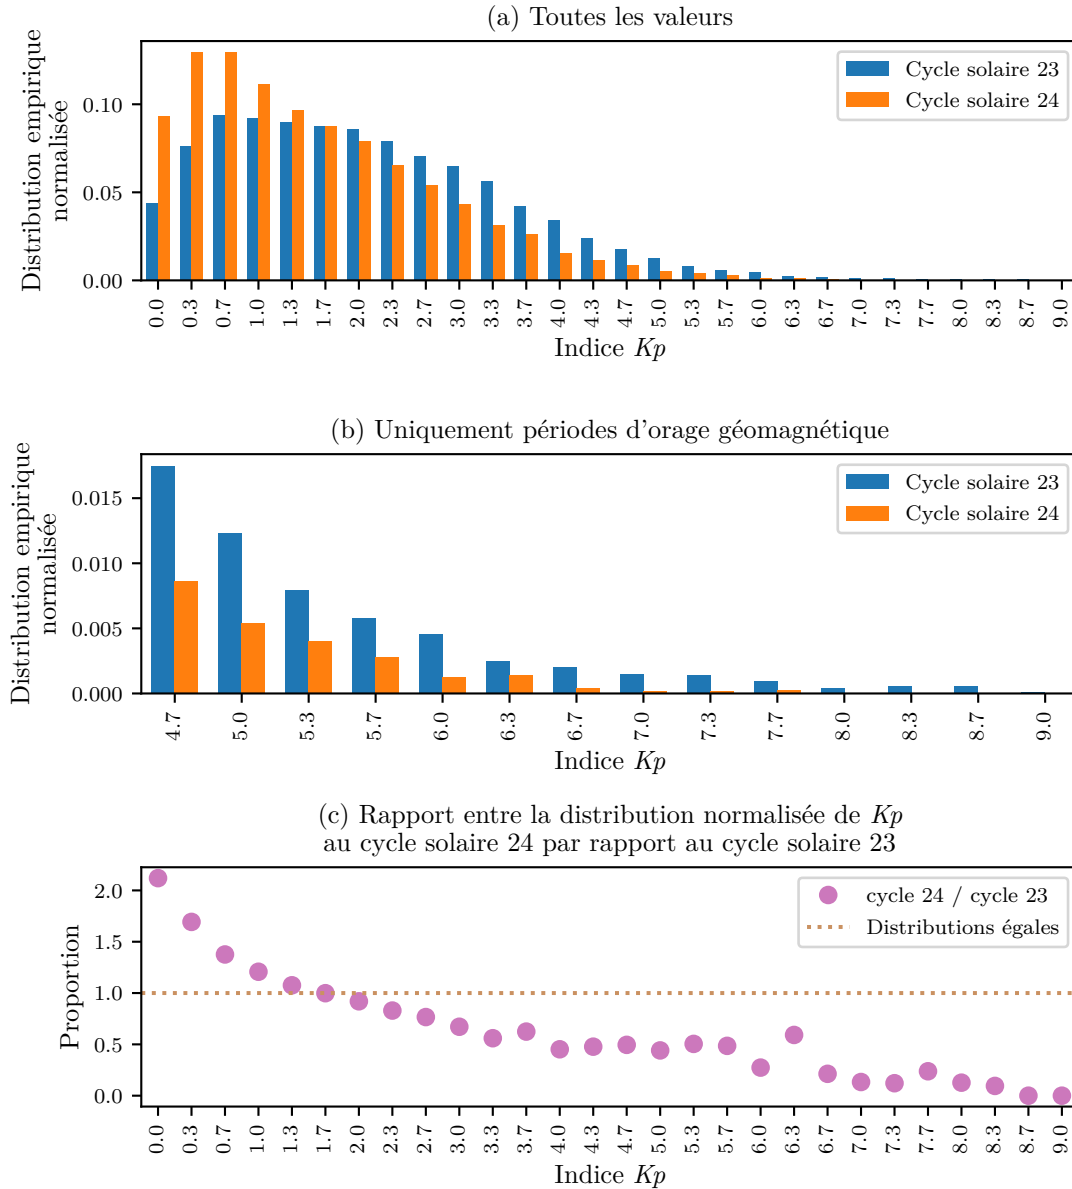 (a) Toutes les valeurs
Distribution empirique
normalisée
0.10
0.05
0.00
Cycle solaire 23
Cycle solaire 24
0.0 0.3 0.7 1.0 1.3 1.7 2.0 2.3 2.7 3.0 3.3 3.7 4.0 4.3 4.7 5.0 5.3 5.7 6.0 6.3 6.7 7.0 7.3 7.7 8.0 8.3 8.7 9.0
Indice Kp
(b) Uniquement périodes d'orage géomagnétique
Distribution empirique
normalisée
0.015
0.010
0.005
0.000
Cycle solaire 23
Cycle solaire 24
4.7 5.0 5.3 5.7 6.0 6.3 6.7 7.0 7.3 7.7 8.0 8.3 8.7 9.0
Indice Kp
(c) Rapport entre la distribution normalisée de Kp
au cycle solaire 24 par rapport au cycle solaire 23
Proportion
2.0
1.5
1.0
0.5
0.0
cycle 24 / cycle 23
Distributions égales
0.0 0.3 0.7 1.0 1.3 1.7 2.0 2.3 2.7 3.0 3.3 3.7 4.0 4.3 4.7 5.0 5.3 5.7 6.0 6.3 6.7 7.0 7.3 7.7 8.0 8.3 8.7 9.0
Indice Kp